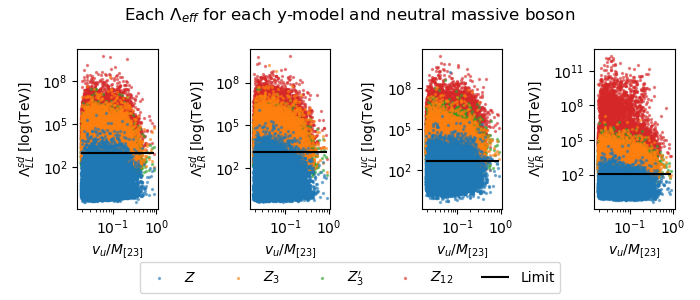 Each Λ_eff for each y-model and neutral massive boson
Λ^sd_LL [log(TeV)]
10^8
10^5
10^2
10^-1
10^0
v_u/M_[23]
Λ^sd_LR [log(TeV)]
10^8
10^5
10^2
10^-1
10^0
v_u/M_[23]
Λ^uc_LL [log(TeV)]
10^8
10^5
10^2
10^-1
10^0
v_u/M_[23]
Λ^uc_LR [log(TeV)]
10^11
10^8
10^5
10^2
10^-1
10^0
v_u/M_[23]
Z Z_3 Z'_3 Z_12 Limit